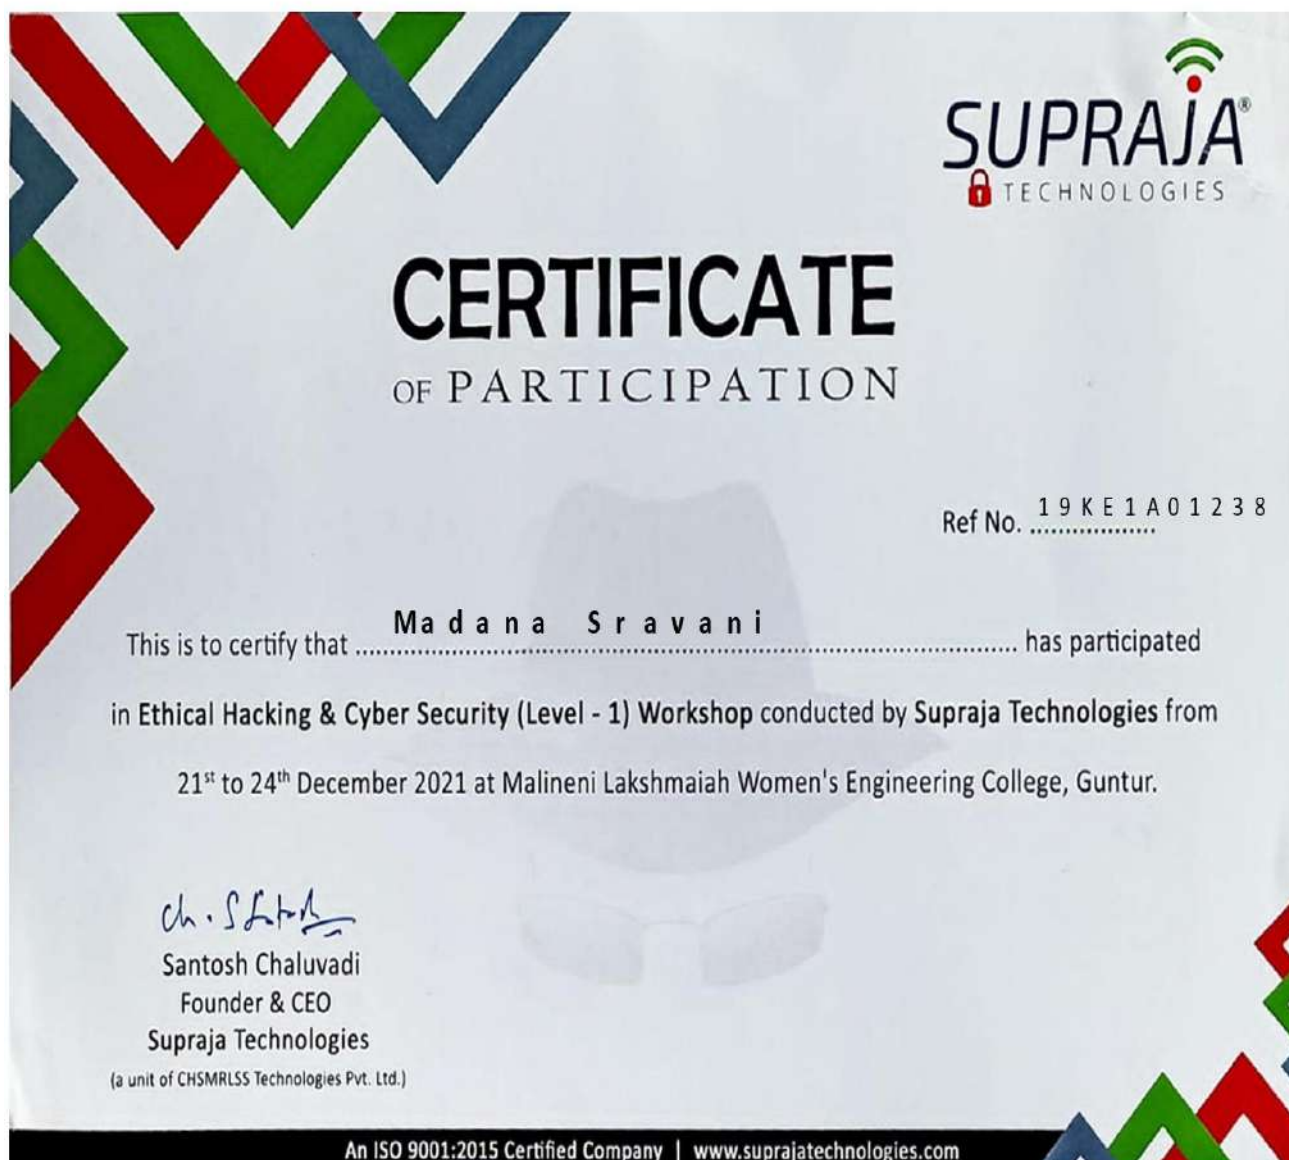 SUPRAJA®
TECHNOLOGIES
CERTIFICATE
OF PARTICIPATION
Ref No. 19KE1A01238
This is to certify that Madana Sravani has participated
in Ethical Hacking & Cyber Security (Level - 1) Workshop conducted by Supraja Technologies from
21st to 24th December 2021 at Malineni Lakshmaiah Women's Engineering College, Guntur.
Santosh Chaluvadi
Founder & CEO
Supraja Technologies
(a unit of CHSMRLSS Technologies Pvt. Ltd.)
An ISO 9001:2015 Certified Company | www.suprajatechnologies.com